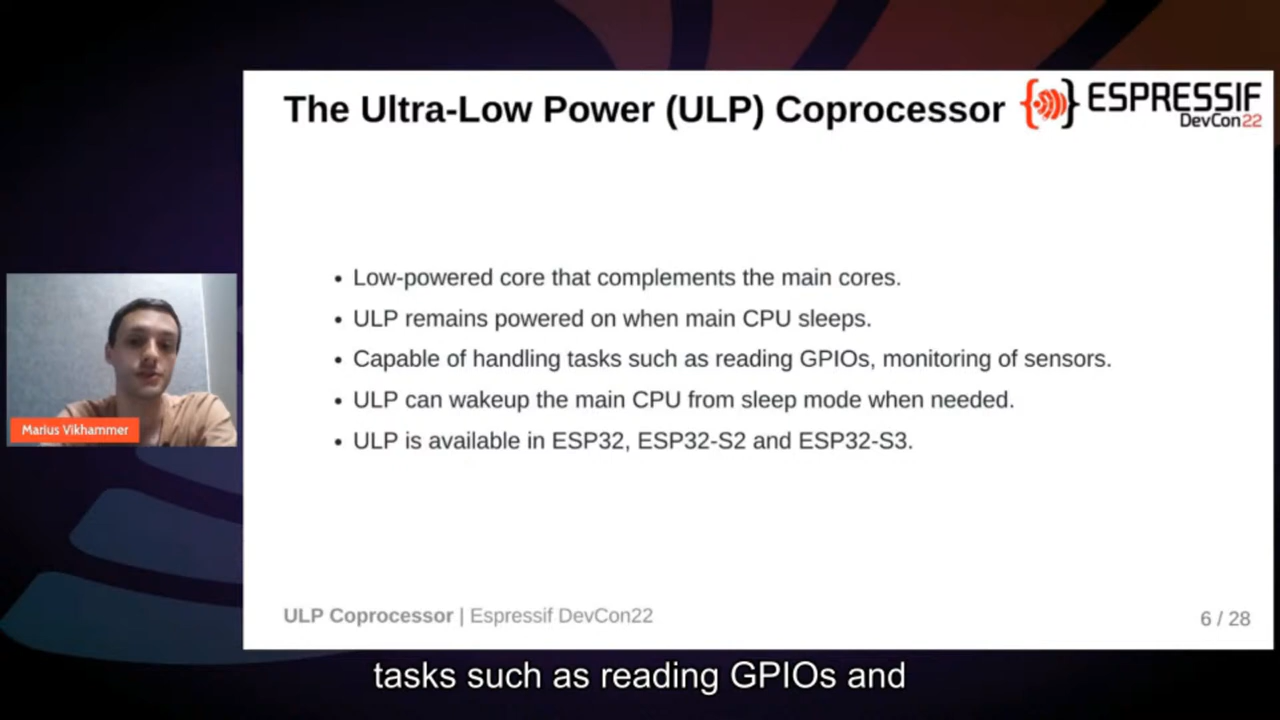 The Ultra-Low Power (ULP) Coprocessor
ESPRESSIF
DevCon22
• Low-powered core that complements the main cores.
• ULP remains powered on when main CPU sleeps.
• Capable of handling tasks such as reading GPIOs, monitoring of sensors.
• ULP can wakeup the main CPU from sleep mode when needed.
• ULP is available in ESP32, ESP32-S2 and ESP32-S3.
Marius Vikhammer
ULP Coprocessor | Espressif DevCon22
6 / 28
tasks such as reading GPIOs and